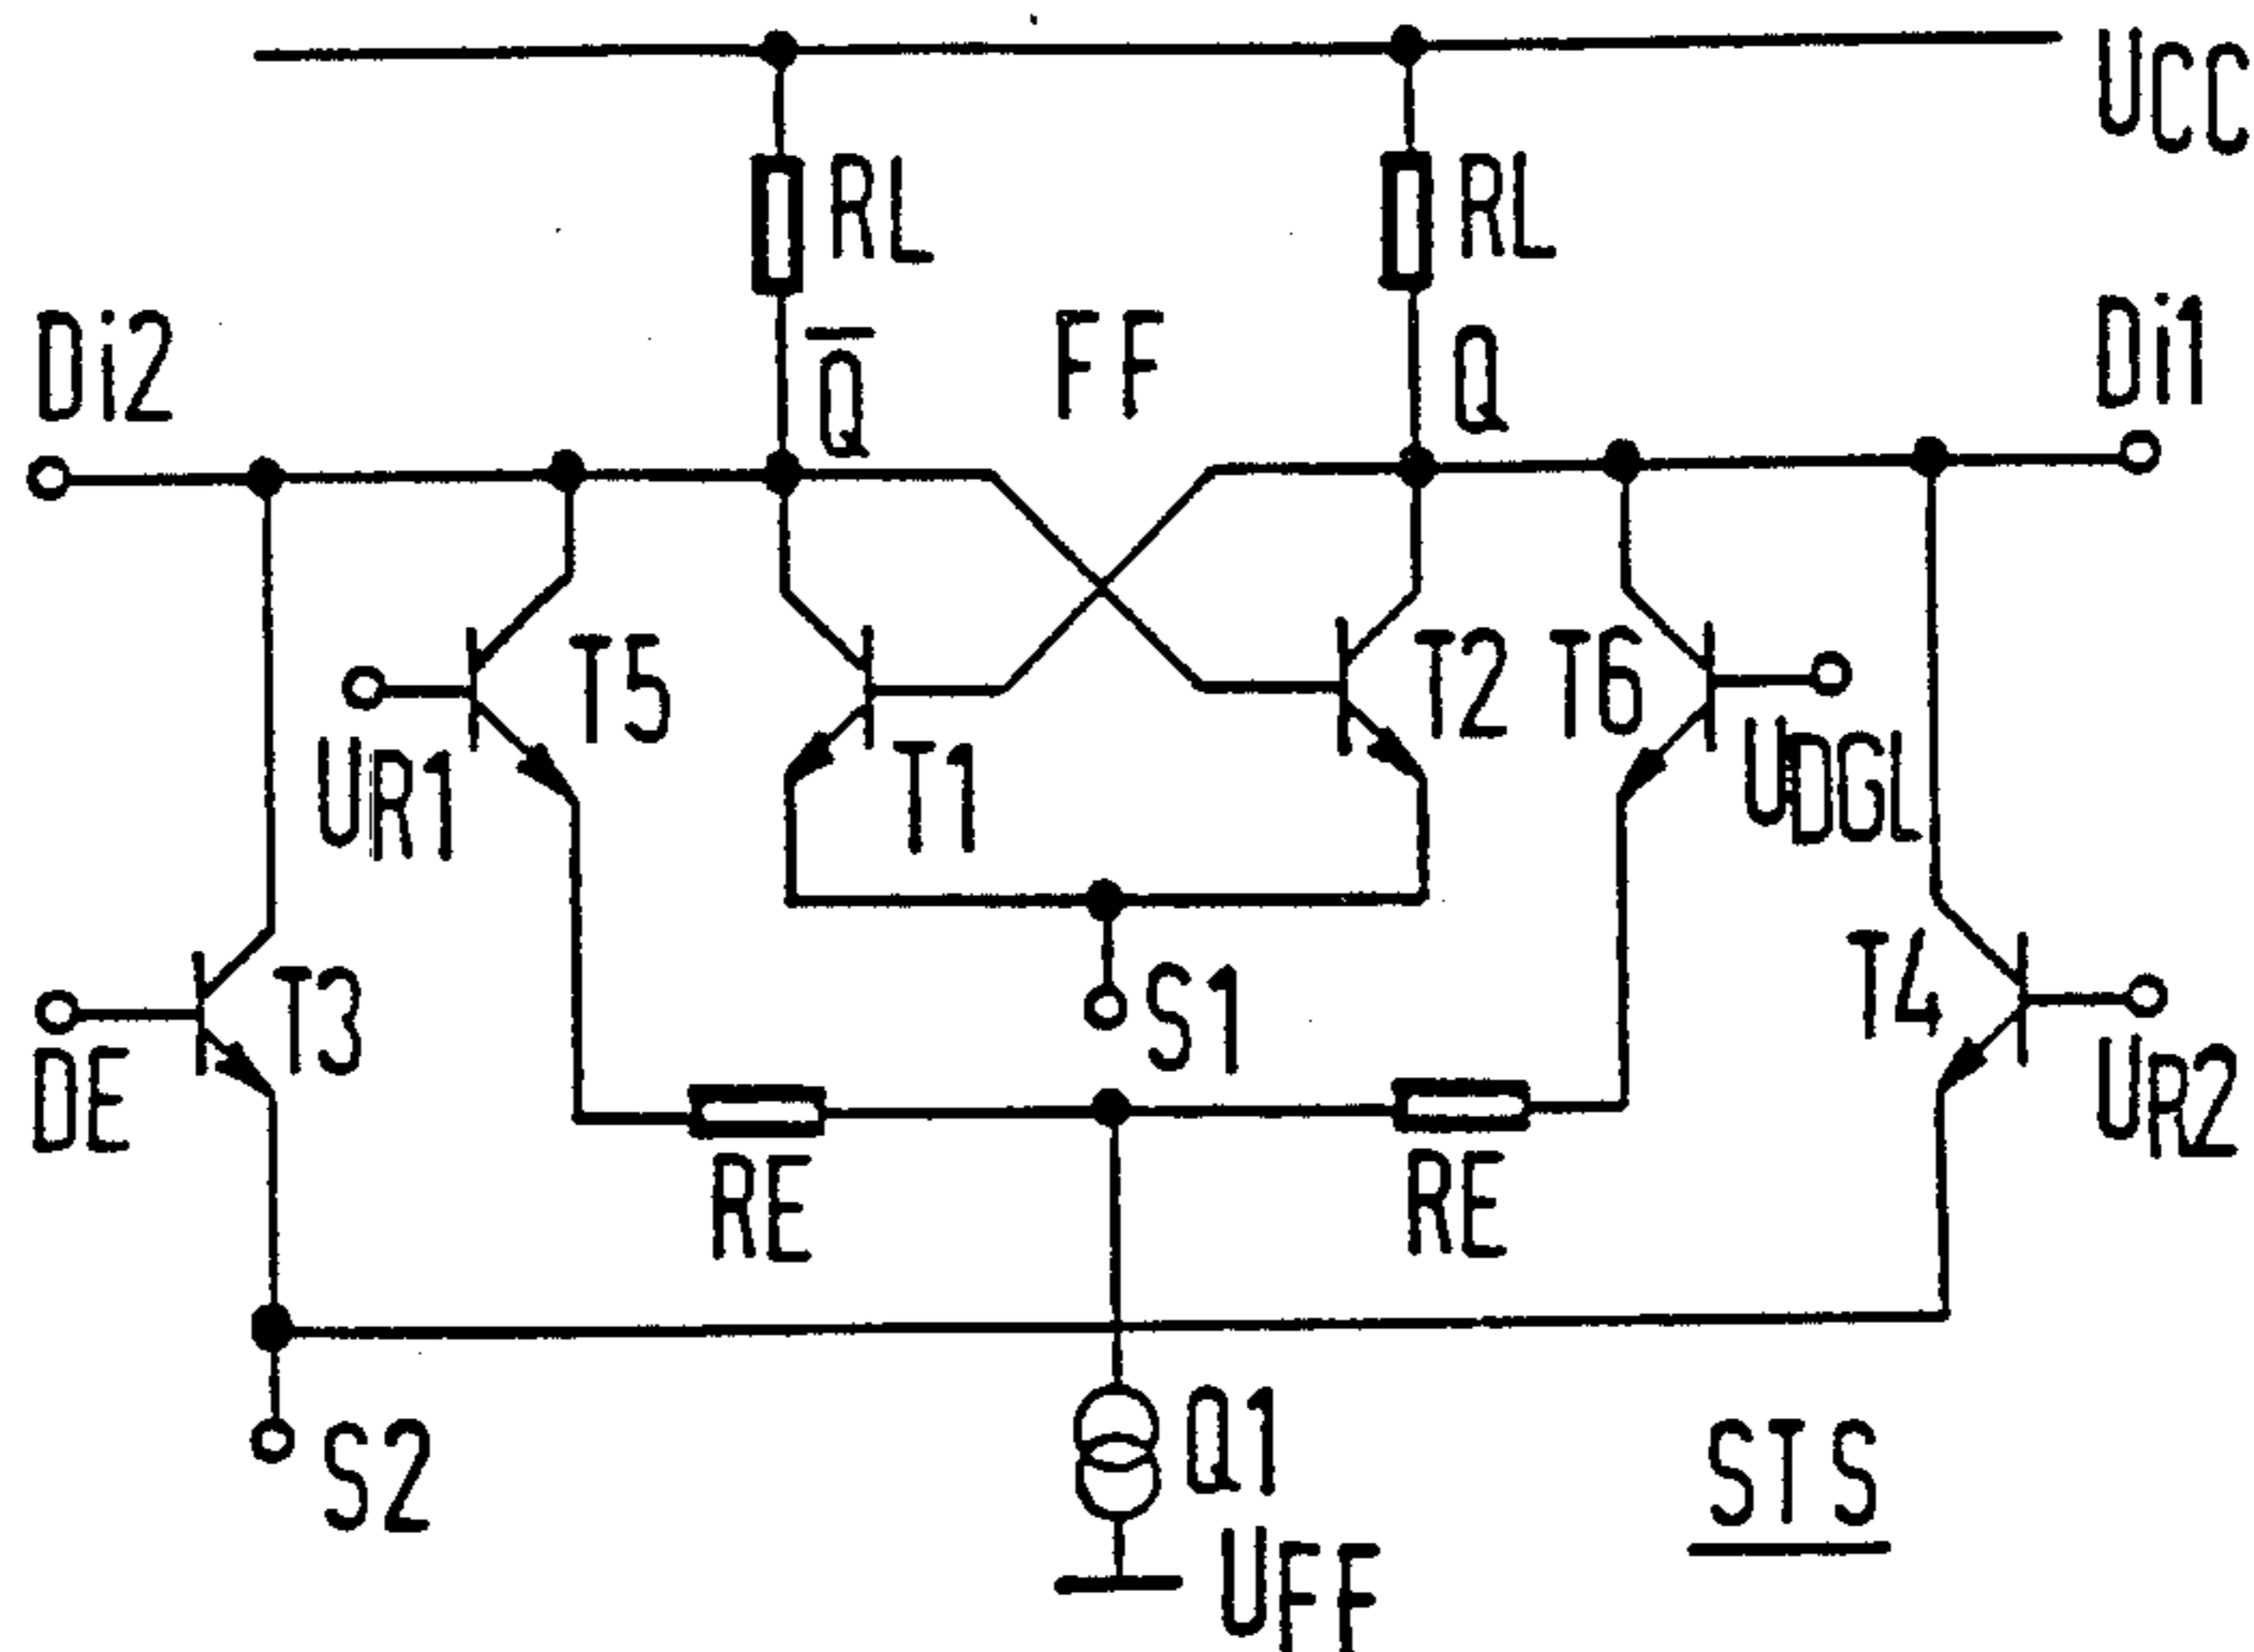 UCC
RL
RL
Di2
Q̅
FF
Q
Di1
T5
T1
T2
T6
UR1
UDGL
T3
S1
T4
DE
UR2
RE
RE
S2
Q1
STS